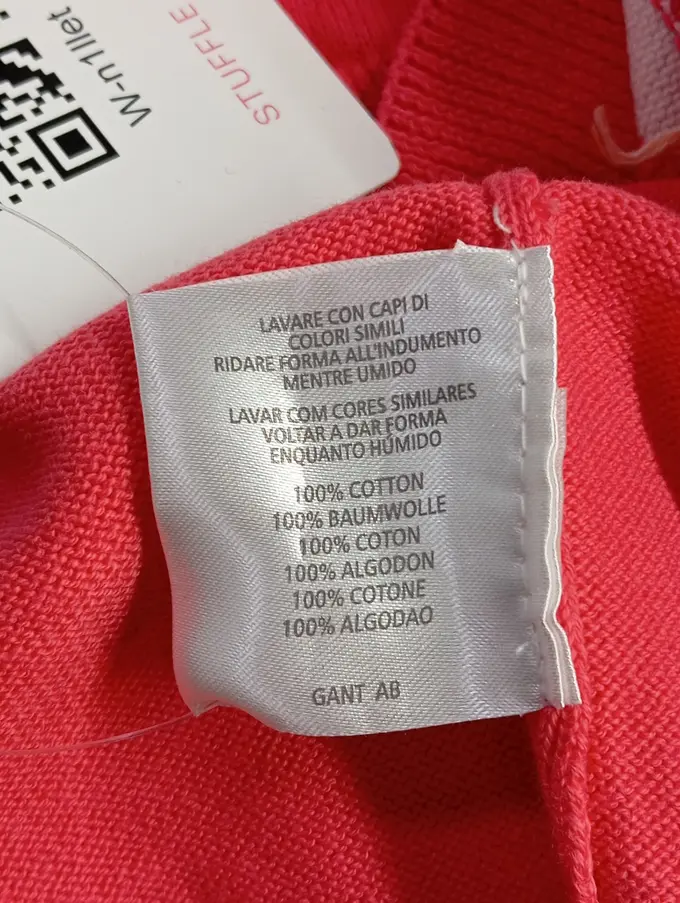 STUFFLE
W-n1llet
LAVARE CON CAPI DI
COLORI SIMILI
RIDARE FORMA ALL'INDUMENTO
MENTRE UMIDO
LAVAR COM CORES SIMILARES
VOLTAR A DAR FORMA
ENQUANTO HÚMIDO
100% COTTON
100% BAUMWOLLE
100% COTON
100% ALGODON
100% COTONE
100% ALGODAO
GANT AB